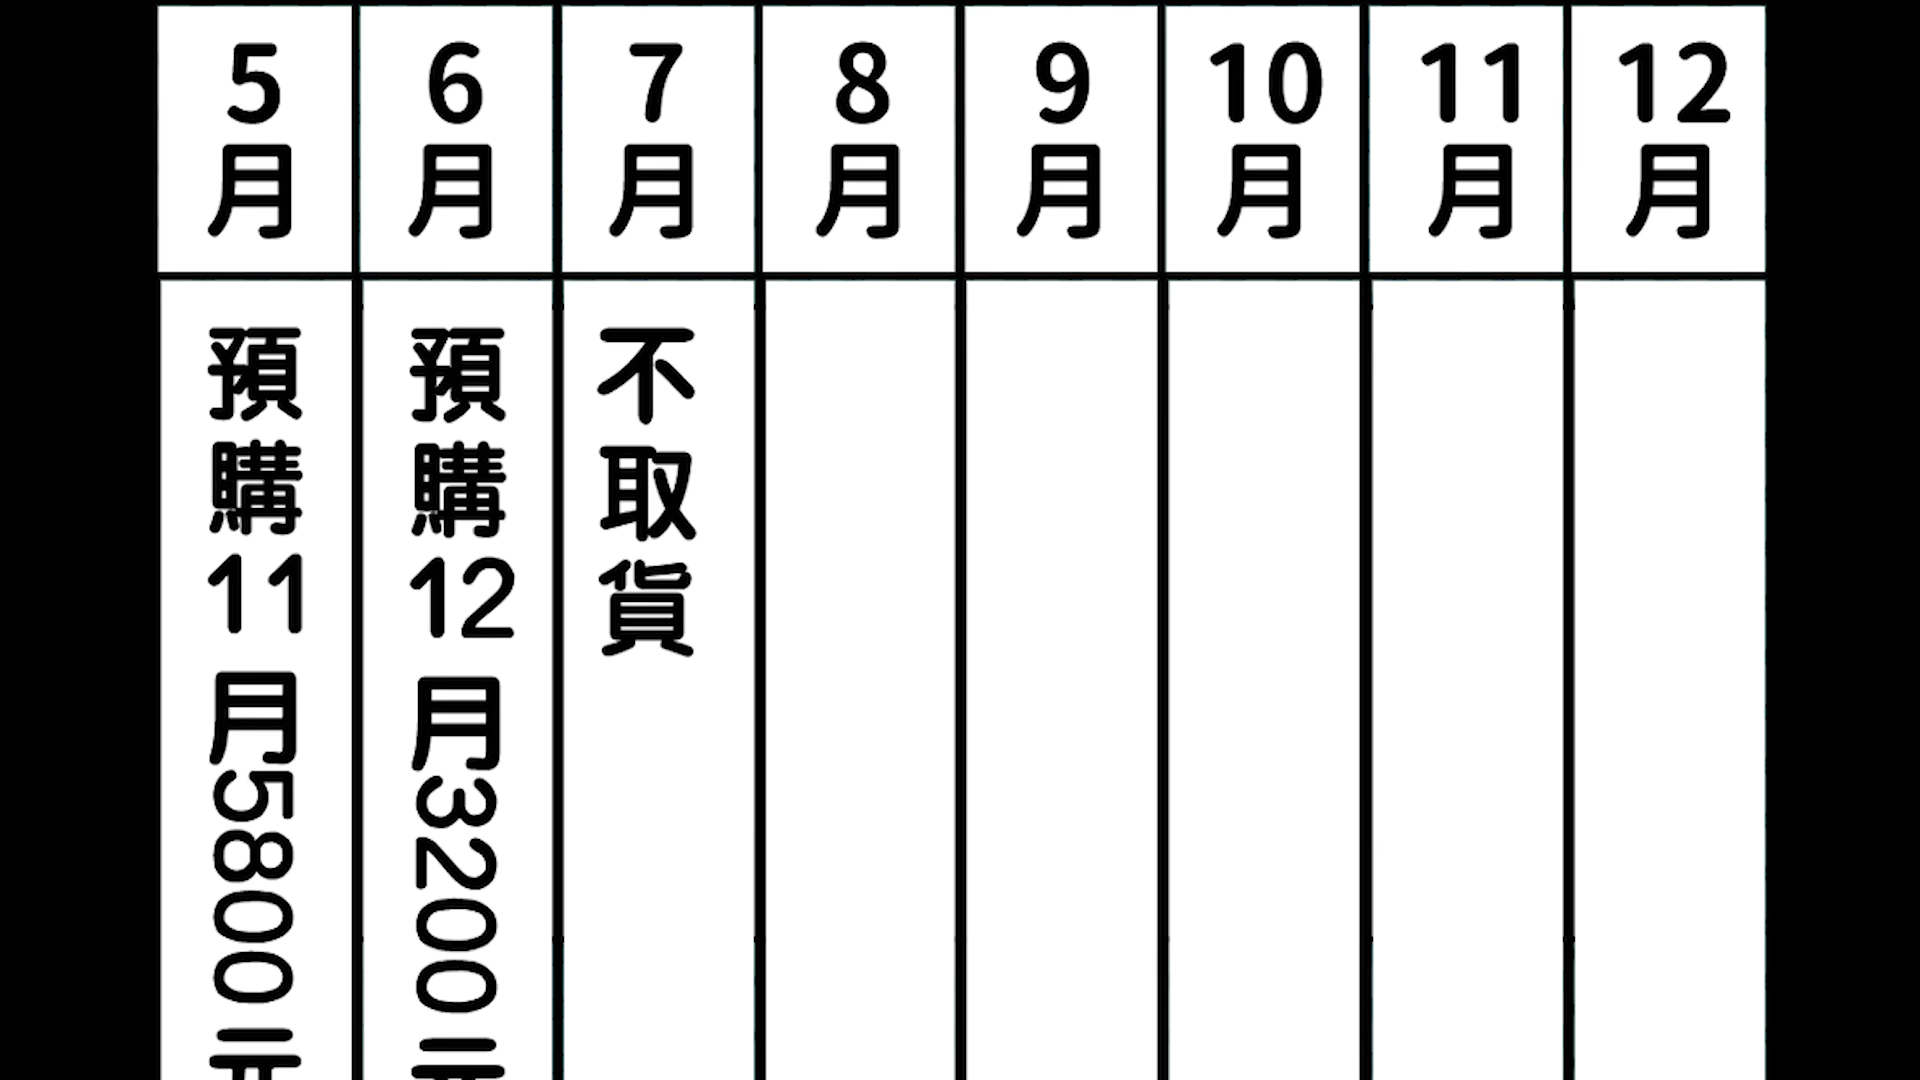 5月
6月
7月
8月
9月
10月
11月
12月
預購11月5800元
預購12月3200元
不取貨